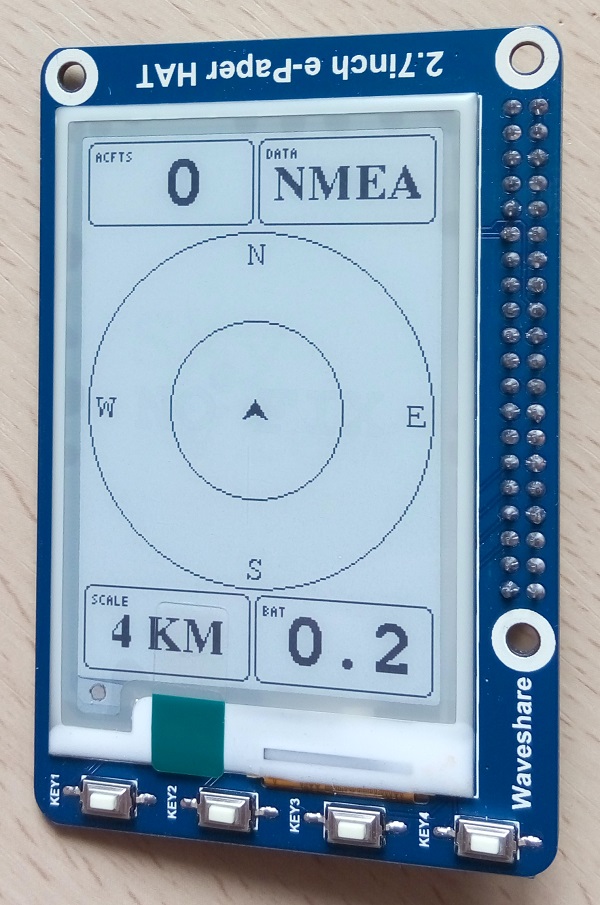 2.7inch e-Paper HAT
ACFTS
0
DATA
NMEA
N
W
E
S
SCALE
4 KM
BAT
0.2
Waveshare
KEY1
KEY2
KEY3
KEY4